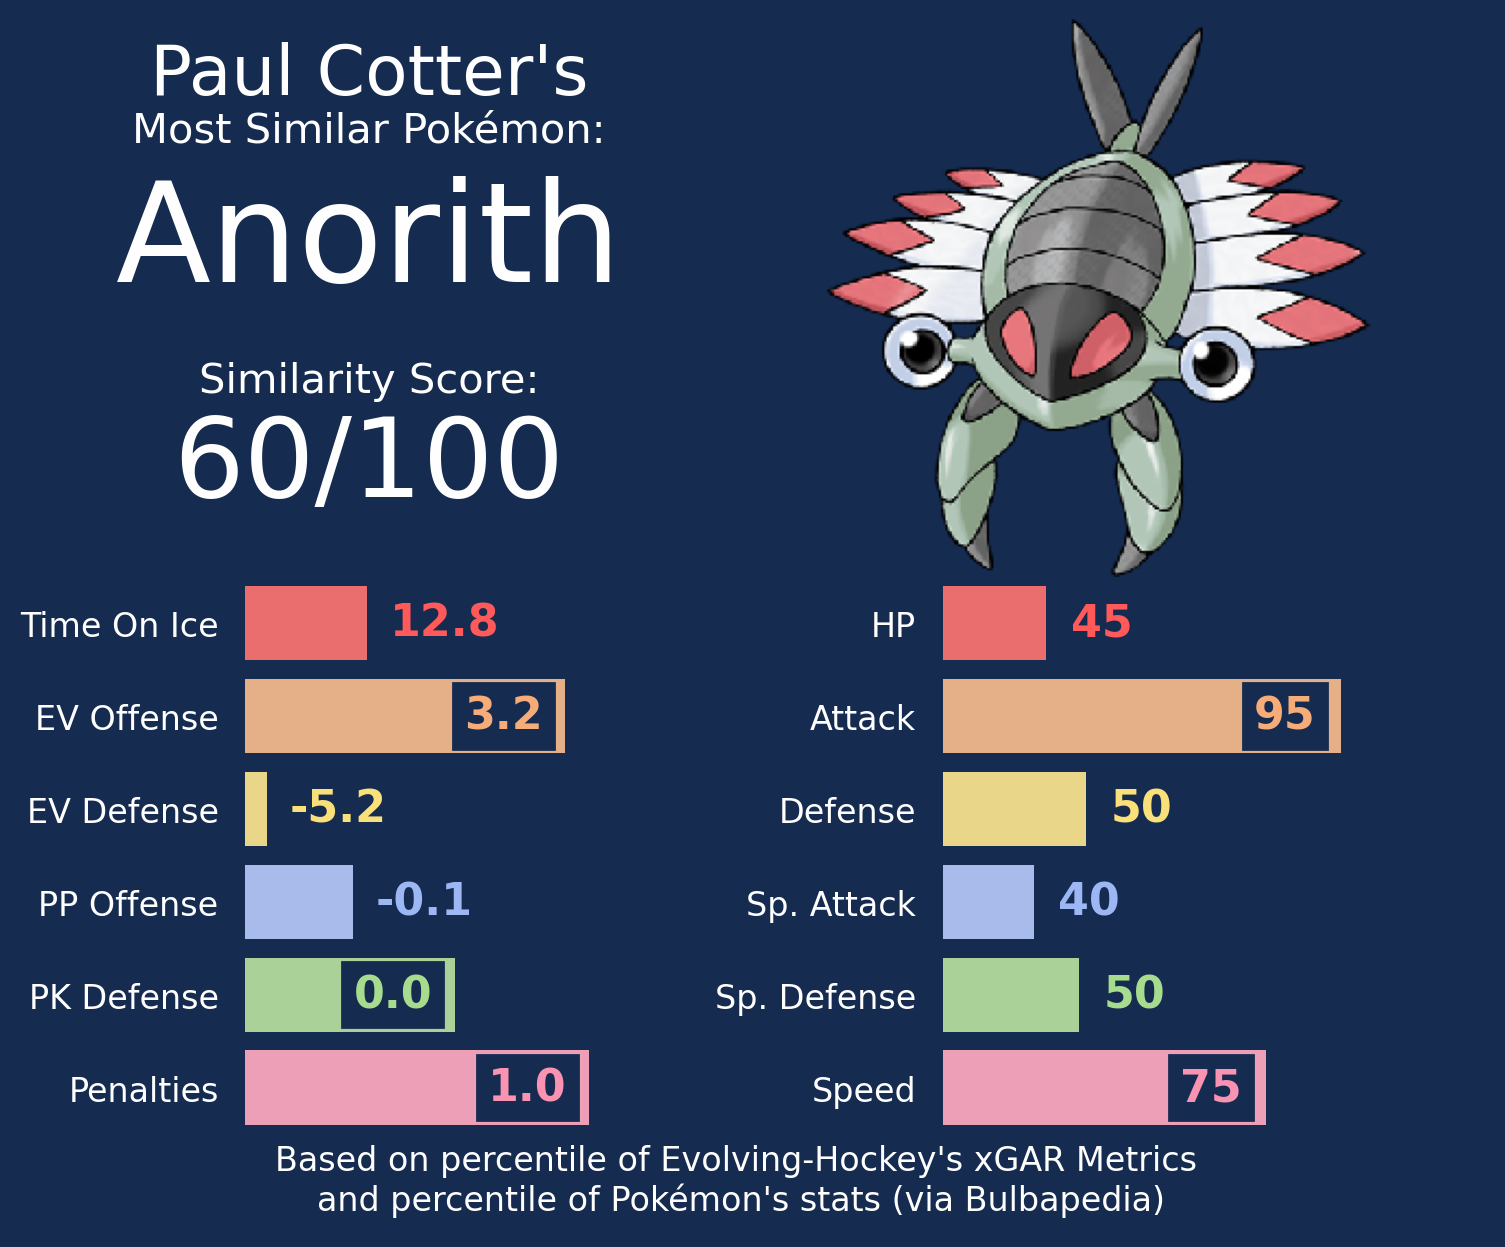 Paul Cotter's
Most Similar Pokémon:
Anorith
Similarity Score:
60/100
Time On Ice 12.8
EV Offense 3.2
EV Defense -5.2
PP Offense -0.1
PK Defense 0.0
Penalties 1.0
HP 45
Attack 95
Defense 50
Sp. Attack 40
Sp. Defense 50
Speed 75
Based on percentile of Evolving-Hockey's xGAR Metrics
and percentile of Pokémon's stats (via Bulbapedia)